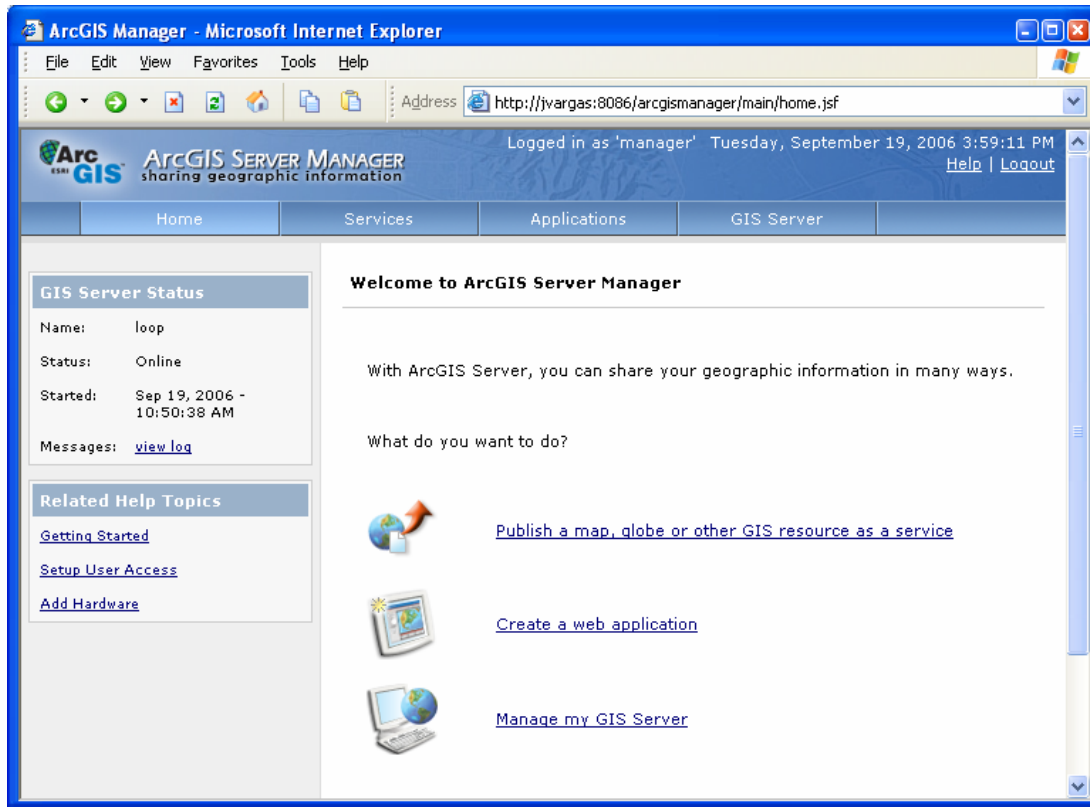 ArcGIS Manager - Microsoft Internet Explorer
File Edit View Favorites Tools Help
Address http://jvargas:8086/arcgismanager/main/home.jsf
Arc GIS ESRI
ARCGIS SERVER MANAGER
sharing geographic information
Logged in as 'manager' Tuesday, September 19, 2006 3:59:11 PM
Help | Logout
Home Services Applications GIS Server
GIS Server Status
Name: loop
Status: Online
Started: Sep 19, 2006 -
10:50:38 AM
Messages: view log
Related Help Topics
Getting Started
Setup User Access
Add Hardware
Welcome to ArcGIS Server Manager
With ArcGIS Server, you can share your geographic information in many ways.
What do you want to do?
Publish a map, globe or other GIS resource as a service
Create a web application
Manage my GIS Server